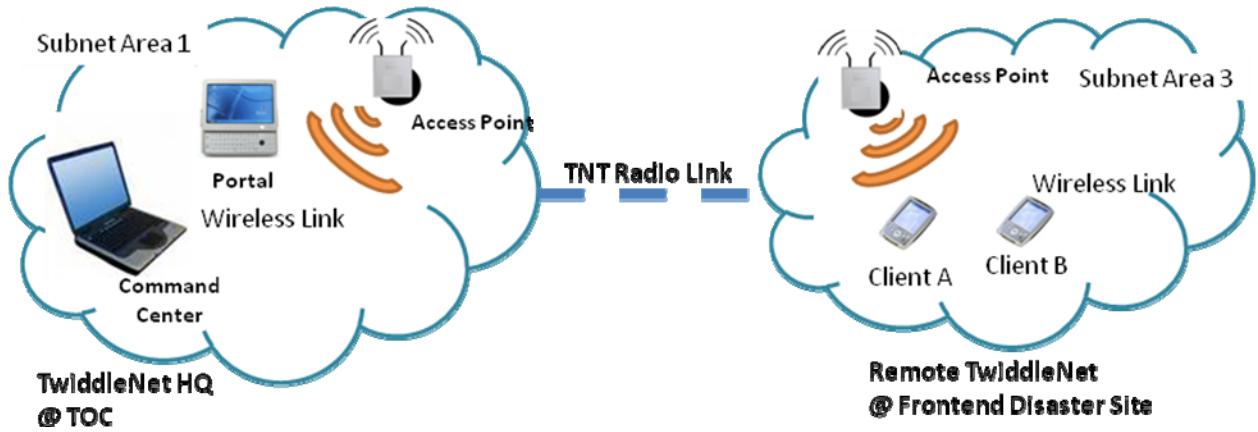 Subnet Area 1
Access Point
Portal
Wireless Link
Command
Center
TwiddleNet HQ
@ TOC
TNT Radio Link
Access Point
Subnet Area 3
Wireless Link
Client A
Client B
Remote TwiddleNet
@ Frontend Disaster Site